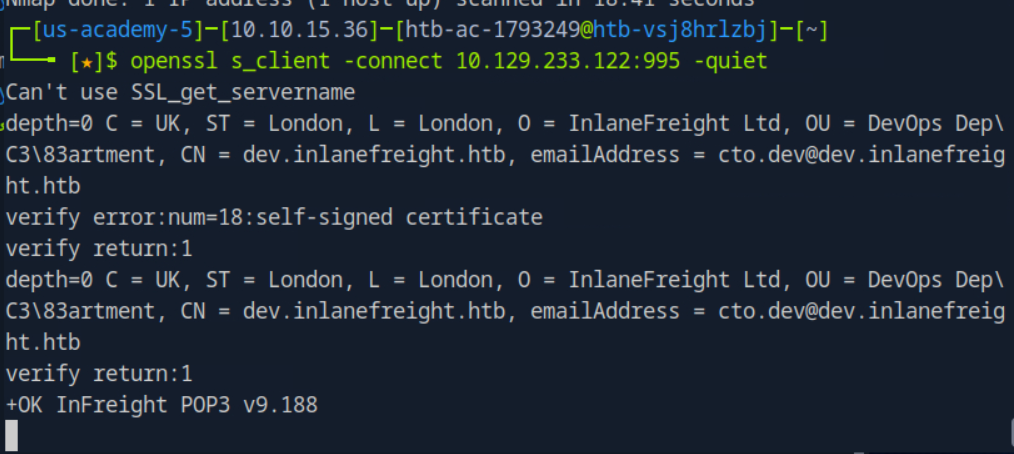 Nmap done: 1 IP address (1 host up) scanned in 18.41 seconds
┌─[us-academy-5]─[10.10.15.36]─[htb-ac-1793249@htb-vsj8hrlzbj]─[~]
└──╼ [★]$ openssl s_client -connect 10.129.233.122:995 -quiet
Can't use SSL_get_servername
depth=0 C = UK, ST = London, L = London, O = InlaneFreight Ltd, OU = DevOps Dep\
C3\83artment, CN = dev.inlanefreight.htb, emailAddress = cto.dev@dev.inlanefreig
ht.htb
verify error:num=18:self-signed certificate
verify return:1
depth=0 C = UK, ST = London, L = London, O = InlaneFreight Ltd, OU = DevOps Dep\
C3\83artment, CN = dev.inlanefreight.htb, emailAddress = cto.dev@dev.inlanefreig
ht.htb
verify return:1
+OK InFreight POP3 v9.188